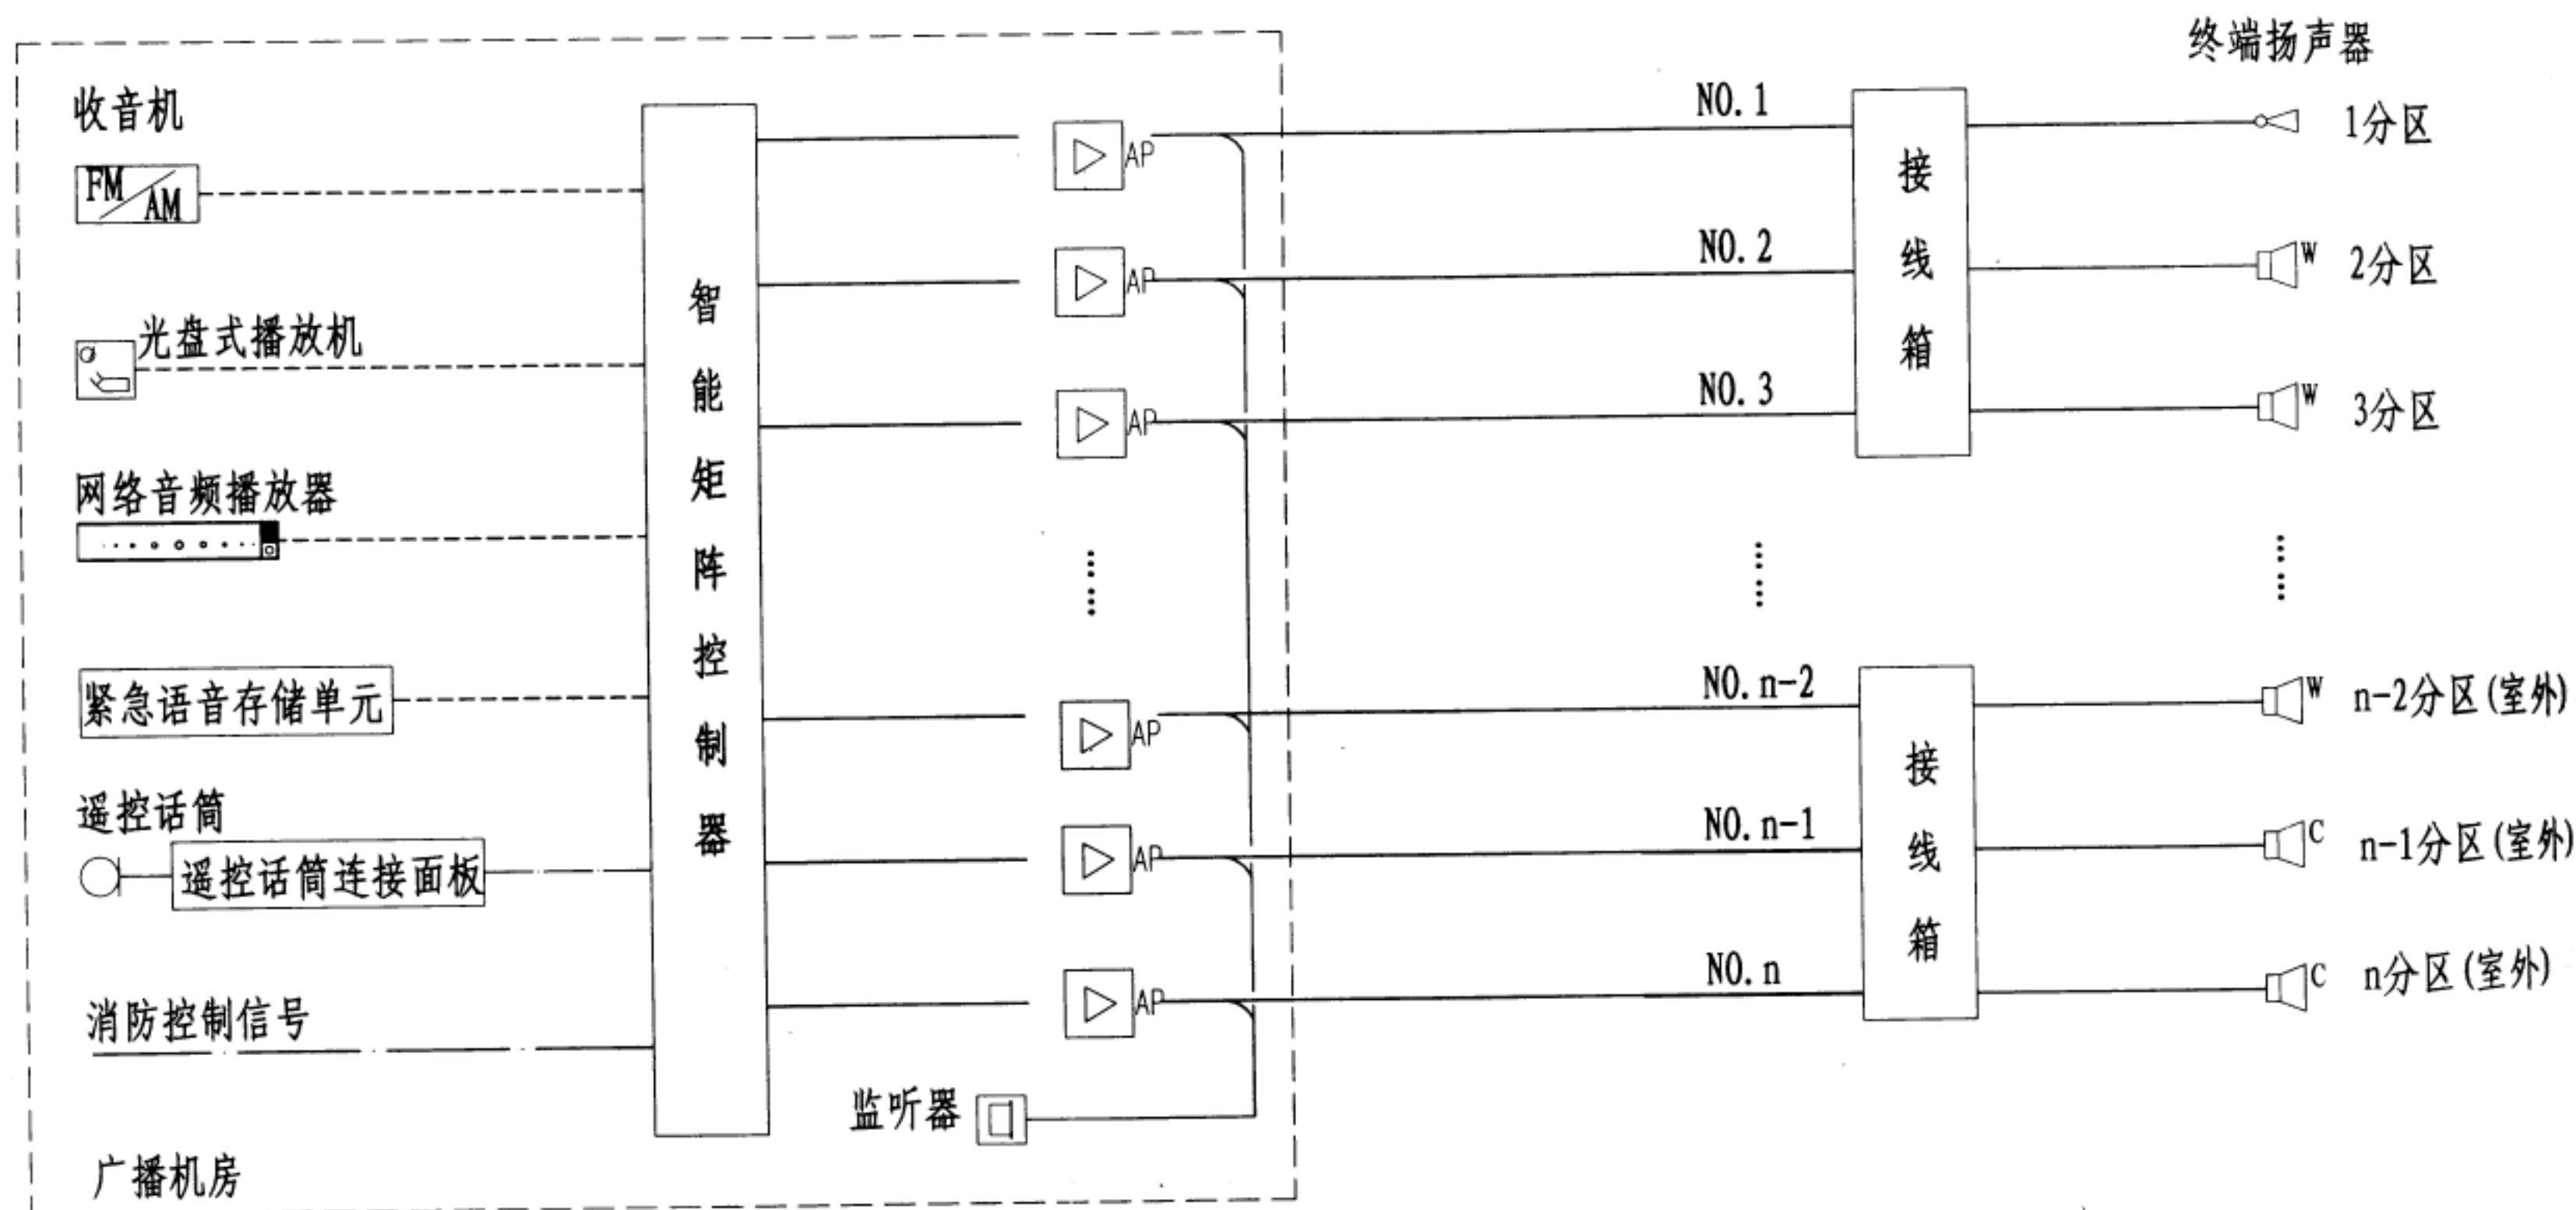 终端扬声器
收音机
FM/AM
光盘式播放机
网络音频播放器
紧急语音存储单元
遥控话筒
遥控话筒连接面板
消防控制信号
广播机房
智能矩阵控制器
AP
AP
AP
AP
AP
AP
监听器
NO.1
NO.2
NO.3
NO.n-2
NO.n-1
NO.n
接线箱
接线箱
1分区
W 2分区
W 3分区
W n-2分区(室外)
C n-1分区(室外)
C n分区(室外)